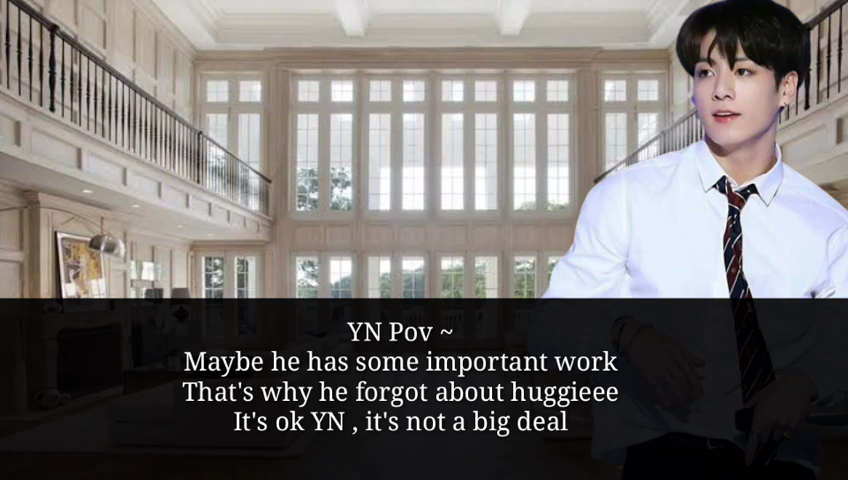 YN Pov ~
Maybe he has some important work
That's why he forgot about huggieee
It's ok YN , it's not a big deal